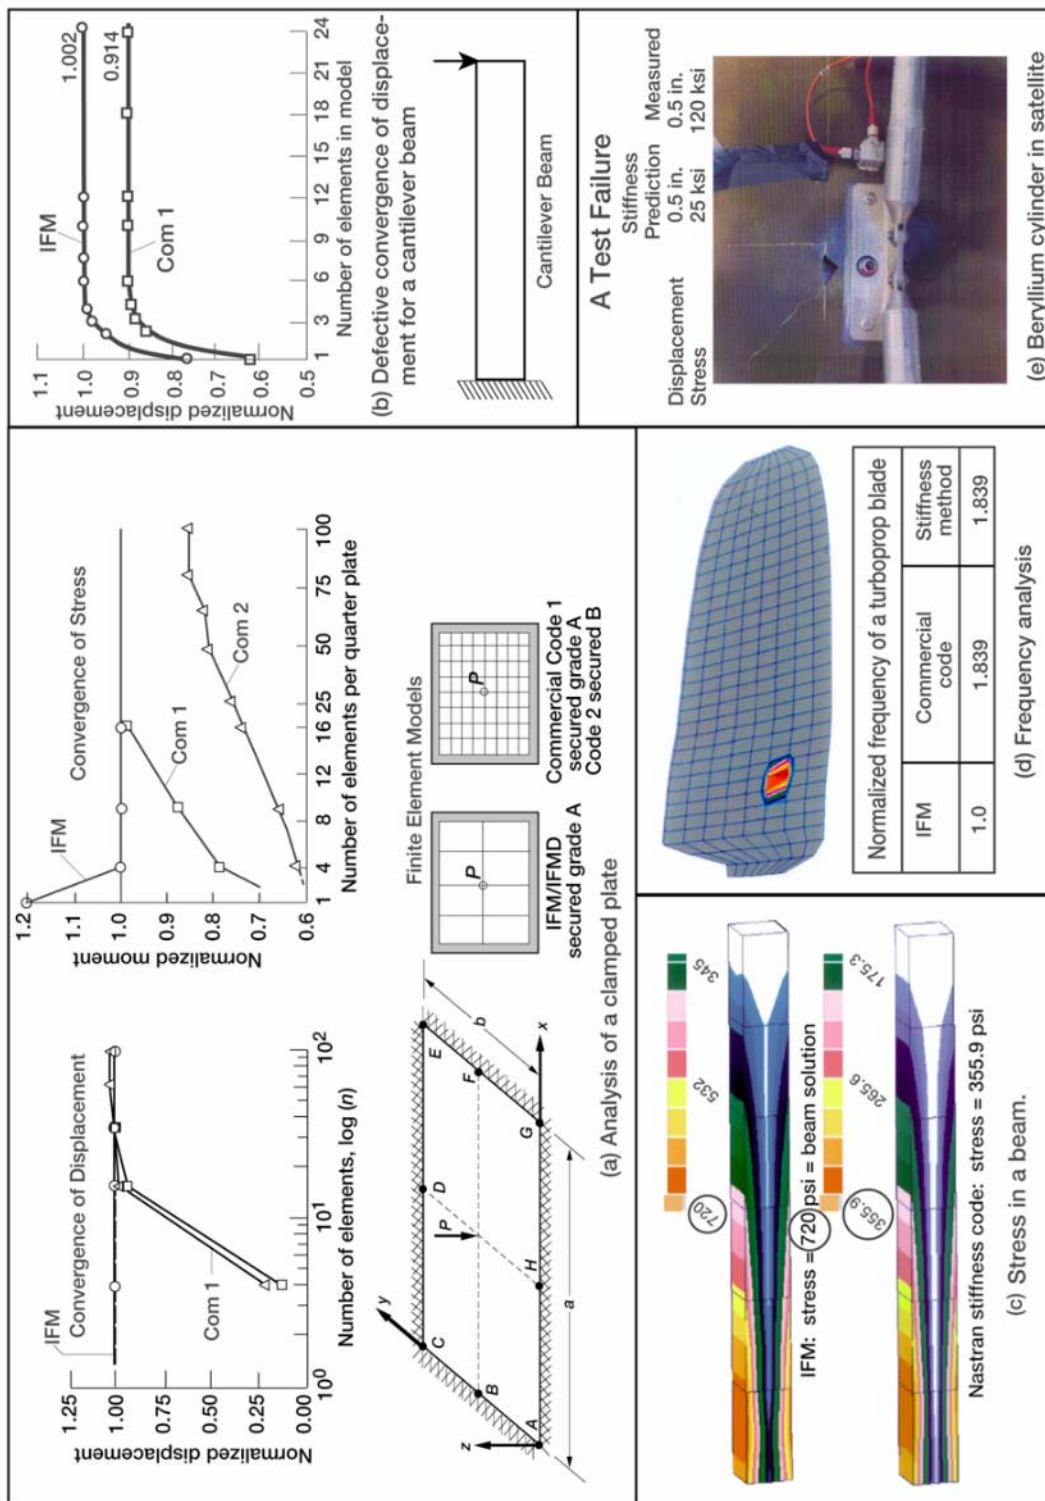 Normalized displacement
1.25
1.00
0.75
0.50
0.25
0.00
IFM
Convergence of Displacement
Com 1
10⁰
10¹
10²
Number of elements, log (n)
Normalized moment
1.2
1.1
1.0
0.9
0.8
0.7
0.6
IFM
Convergence of Stress
Com 1
Com 2
1
4
8
12
16
25
50
75
100
Number of elements per quarter plate
y
z
x
A
B
C
D
E
F
G
H
P
a
b
Finite Element Models
P
IFM/IFMD
secured grade A
P
Commercial Code 1
secured grade A
Code 2 secured B
(a) Analysis of a clamped plate
Normalized displacement
1.1
1.0
0.9
0.8
0.7
0.6
0.5
IFM
1.002
0.914
Com 1
1
3
6
9
12
14
18
21
24
Number of elements in model
(b) Defective convergence of displace-
ment for a cantilever beam
Cantilever Beam
720
532
345
IFM: stress = 720 psi = beam solution
355.9
265.6
175.3
Nastran stiffness code: stress = 355.9 psi
(c) Stress in a beam.
Normalized frequency of a turboprop blade
IFM
Commercial
code
Stiffness
method
1.0
1.839
1.839
(d) Frequency analysis
A Test Failure
Stiffness
Prediction Measured
Displacement 0.5 in. 0.5 in.
Stress 25 ksi 120 ksi
(e) Beryllium cylinder in satellite